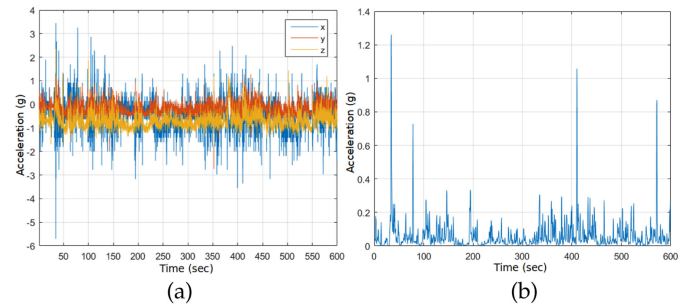 4
3
2
1
0
-1
-2
-3
-4
-5
-6
Acceleration (g)
x
y
z
50 100 150 200 250 300 350 400 450 500 550 600
Time (sec)
(a)
1.4
1.2
1
0.8
0.6
0.4
0.2
0
Acceleration (g)
0 100 200 300 400 500 600
Time (sec)
(b)